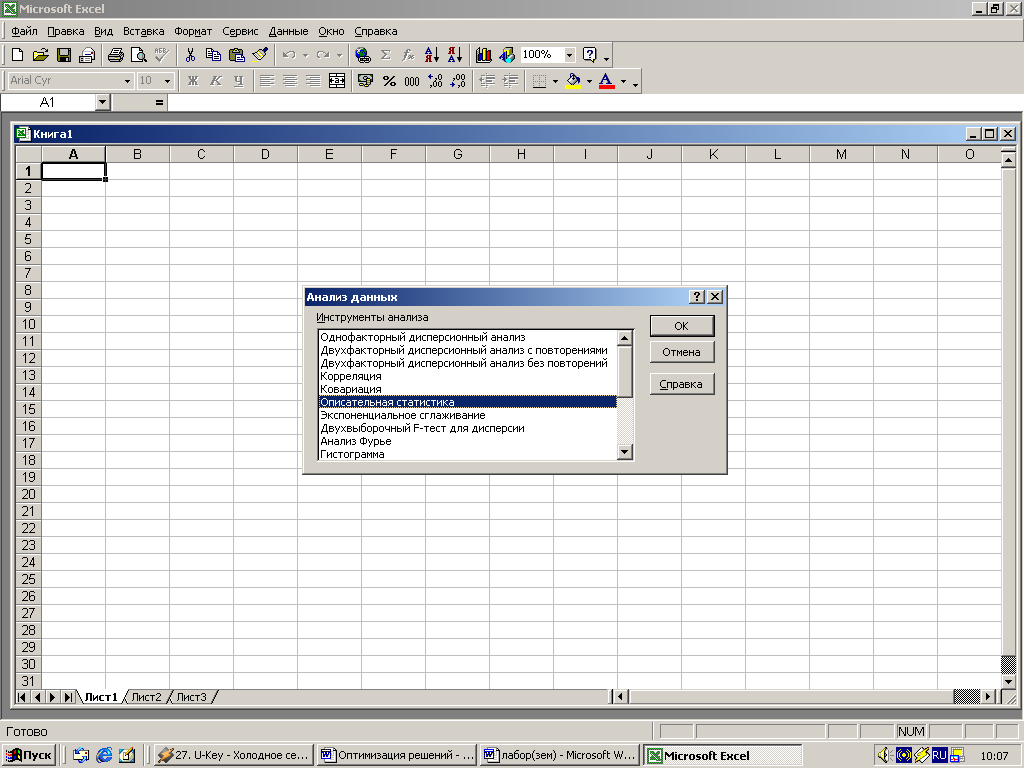 Microsoft Excel
Файл Правка Вид Вставка Формат Сервис Данные Окно Справка
100%
Arial Cyr 10 Ж К Ч % 000
A1 =
Книга1
A B C D E F G H I J K L M N O
1
2
3
4
5
6
7
8
9
10
11
12
13
14
15
16
17
18
19
20
21
22
23
24
25
26
27
28
29
30
31
Анализ данных
Инструменты анализа
Однофакторный дисперсионный анализ
Двухфакторный дисперсионный анализ с повторениями
Двухфакторный дисперсионный анализ без повторений
Корреляция
Ковариация
Описательная статистика
Экспоненциальное сглаживание
Двухвыборочный F-тест для дисперсии
Анализ Фурье
Гистограмма
OK
Отмена
Справка
Лист1 Лист2 Лист3
Готово NUM
Пуск 27. U-Key - Холодное се... Оптимизация решений - ... лабор(зем) - Microsoft W... Microsoft Excel RU 10:07